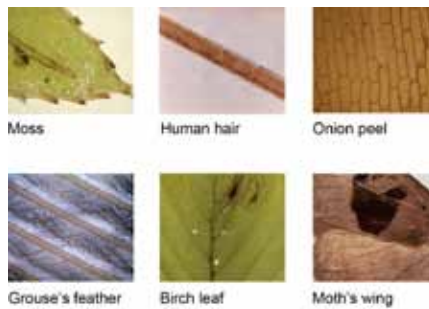 Moss
Human hair
Onion peel
Grouse's feather
Birch leaf
Moth's wing